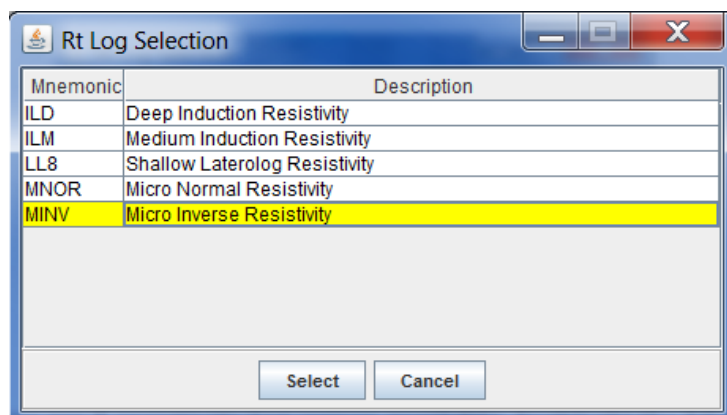 Rt Log Selection
Mnemonic Description
ILD Deep Induction Resistivity
ILM Medium Induction Resistivity
LL8 Shallow Laterolog Resistivity
MNOR Micro Normal Resistivity
MINV Micro Inverse Resistivity
Select Cancel